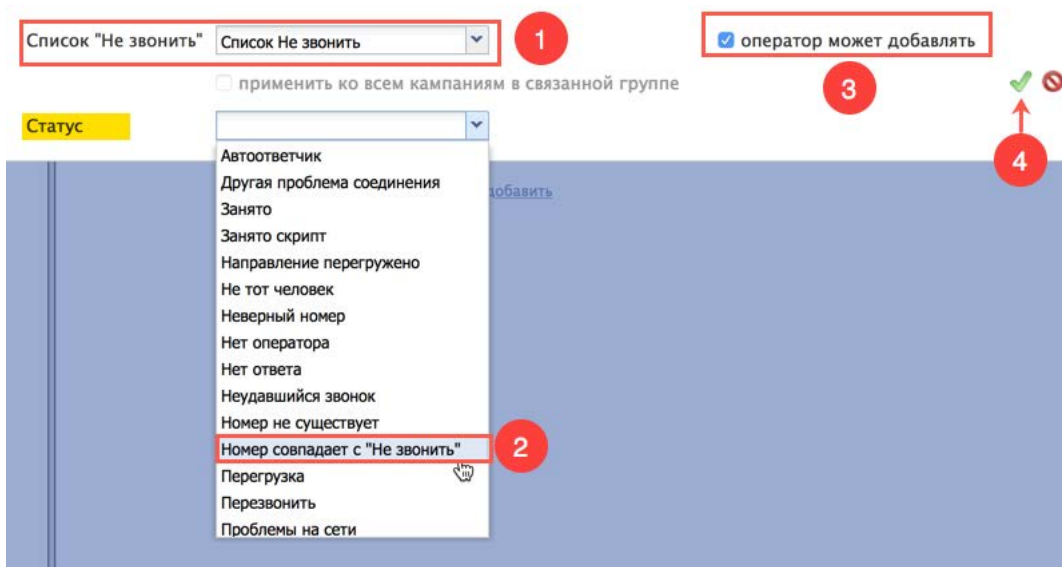 Список "Не звонить" Список Не звонить 1 оператор может добавлять
применить ко всем кампаниям в связанной группе 3
Статус 4
Автоответчик
Другая проблема соединения добавить
Занято
Занято скрипт
Направление перегружено
Не тот человек
Неверный номер
Нет оператора
Нет ответа
Неудавшийся звонок
Номер не существует
Номер совпадает с "Не звонить" 2
Перегрузка
Перезвонить
Проблемы на сети